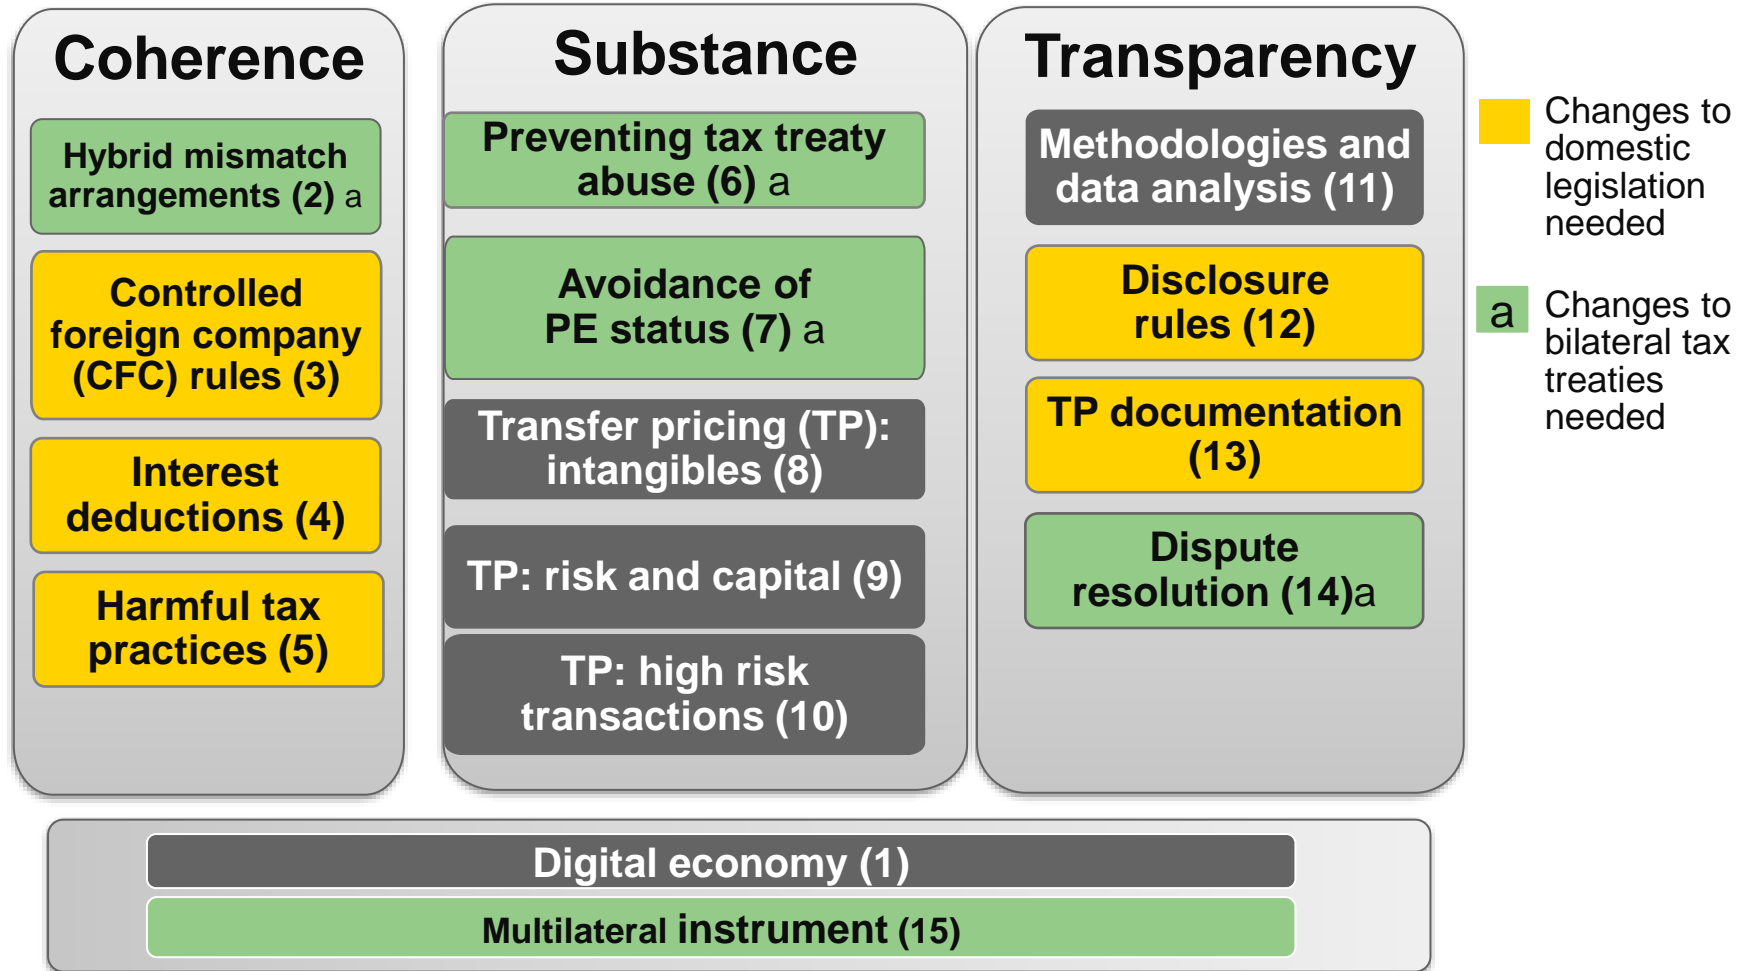 Coherence
Hybrid mismatch
arrangements (2) a
Controlled
foreign company
(CFC) rules (3)
Interest
deductions (4)
Harmful tax
practices (5)
Substance
Preventing tax treaty
abuse (6) a
Avoidance of
PE status (7) a
Transfer pricing (TP):
intangibles (8)
TP: risk and capital (9)
TP: high risk
transactions (10)
Transparency
Methodologies and
data analysis (11)
Disclosure
rules (12)
TP documentation
(13)
Dispute
resolution (14)a
Changes to
domestic
legislation
needed
a Changes to
bilateral tax
treaties
needed
Digital economy (1)
Multilateral instrument (15)